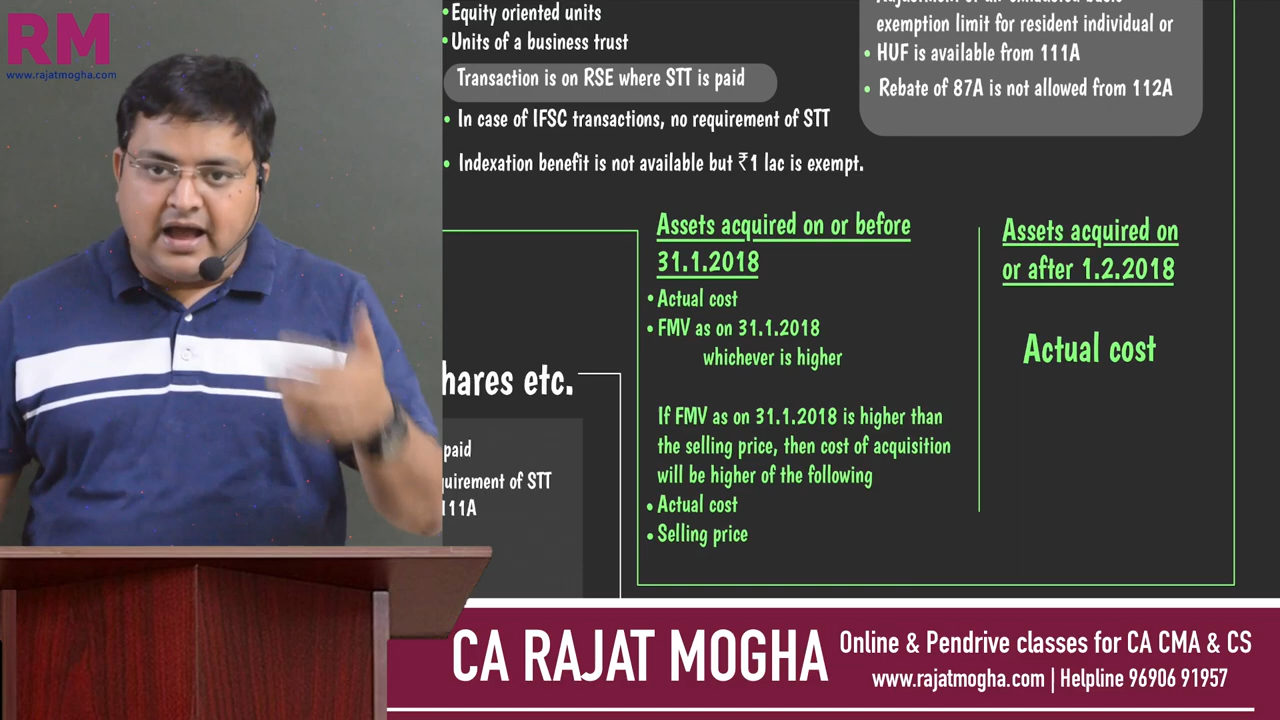 RM
www.rajatmogha.com
Equity oriented units
Units of a business trust
Transaction is on RSE where STT is paid
In case of IFSC transactions, no requirement of STT
Indexation benefit is not available but ₹1 lac is exempt.
exemption limit for resident individual or
HUF is available from 111A
Rebate of 87A is not allowed from 112A
hares etc.
paid
uirement of STT
111A
Assets acquired on or before
31.1.2018
Actual cost
FMV as on 31.1.2018
whichever is higher
If FMV as on 31.1.2018 is higher than
the selling price, then cost of acquisition
will be higher of the following
Actual cost
Selling price
Assets acquired on
or after 1.2.2018
Actual cost
CA RAJAT MOGHA
Online & Pendrive classes for CA CMA & CS
www.rajatmogha.com | Helpline 96906 91957